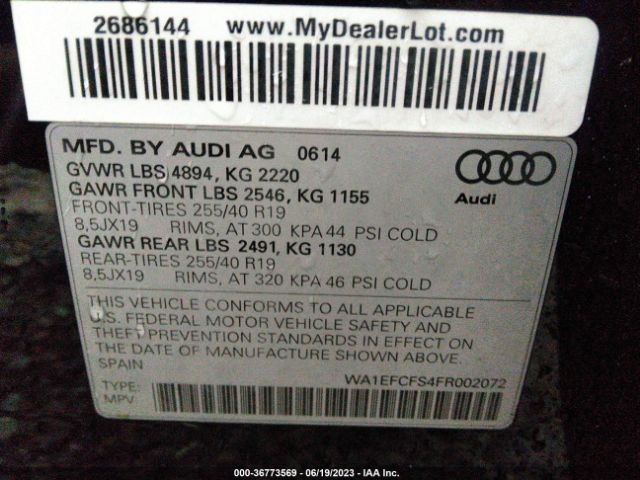 2686144 www.MyDealerLot.com
MFD. BY AUDI AG 0614
GVWR LBS 4894, KG 2220
GAWR FRONT LBS 2546, KG 1155
FRONT-TIRES 255/40 R19
8,5JX19 RIMS, AT 300 KPA 44 PSI COLD
GAWR REAR LBS 2491, KG 1130
REAR-TIRES 255/40 R19
8,5JX19 RIMS, AT 320 KPA 46 PSI COLD
Audi
THIS VEHICLE CONFORMS TO ALL APPLICABLE
U.S. FEDERAL MOTOR VEHICLE SAFETY AND
THEFT PREVENTION STANDARDS IN EFFECT ON
THE DATE OF MANUFACTURE SHOWN ABOVE.
SPAIN
WA1EFCFS4FR002072
TYPE:
MPV
000-36773569 - 06/19/2023 - IAA Inc.